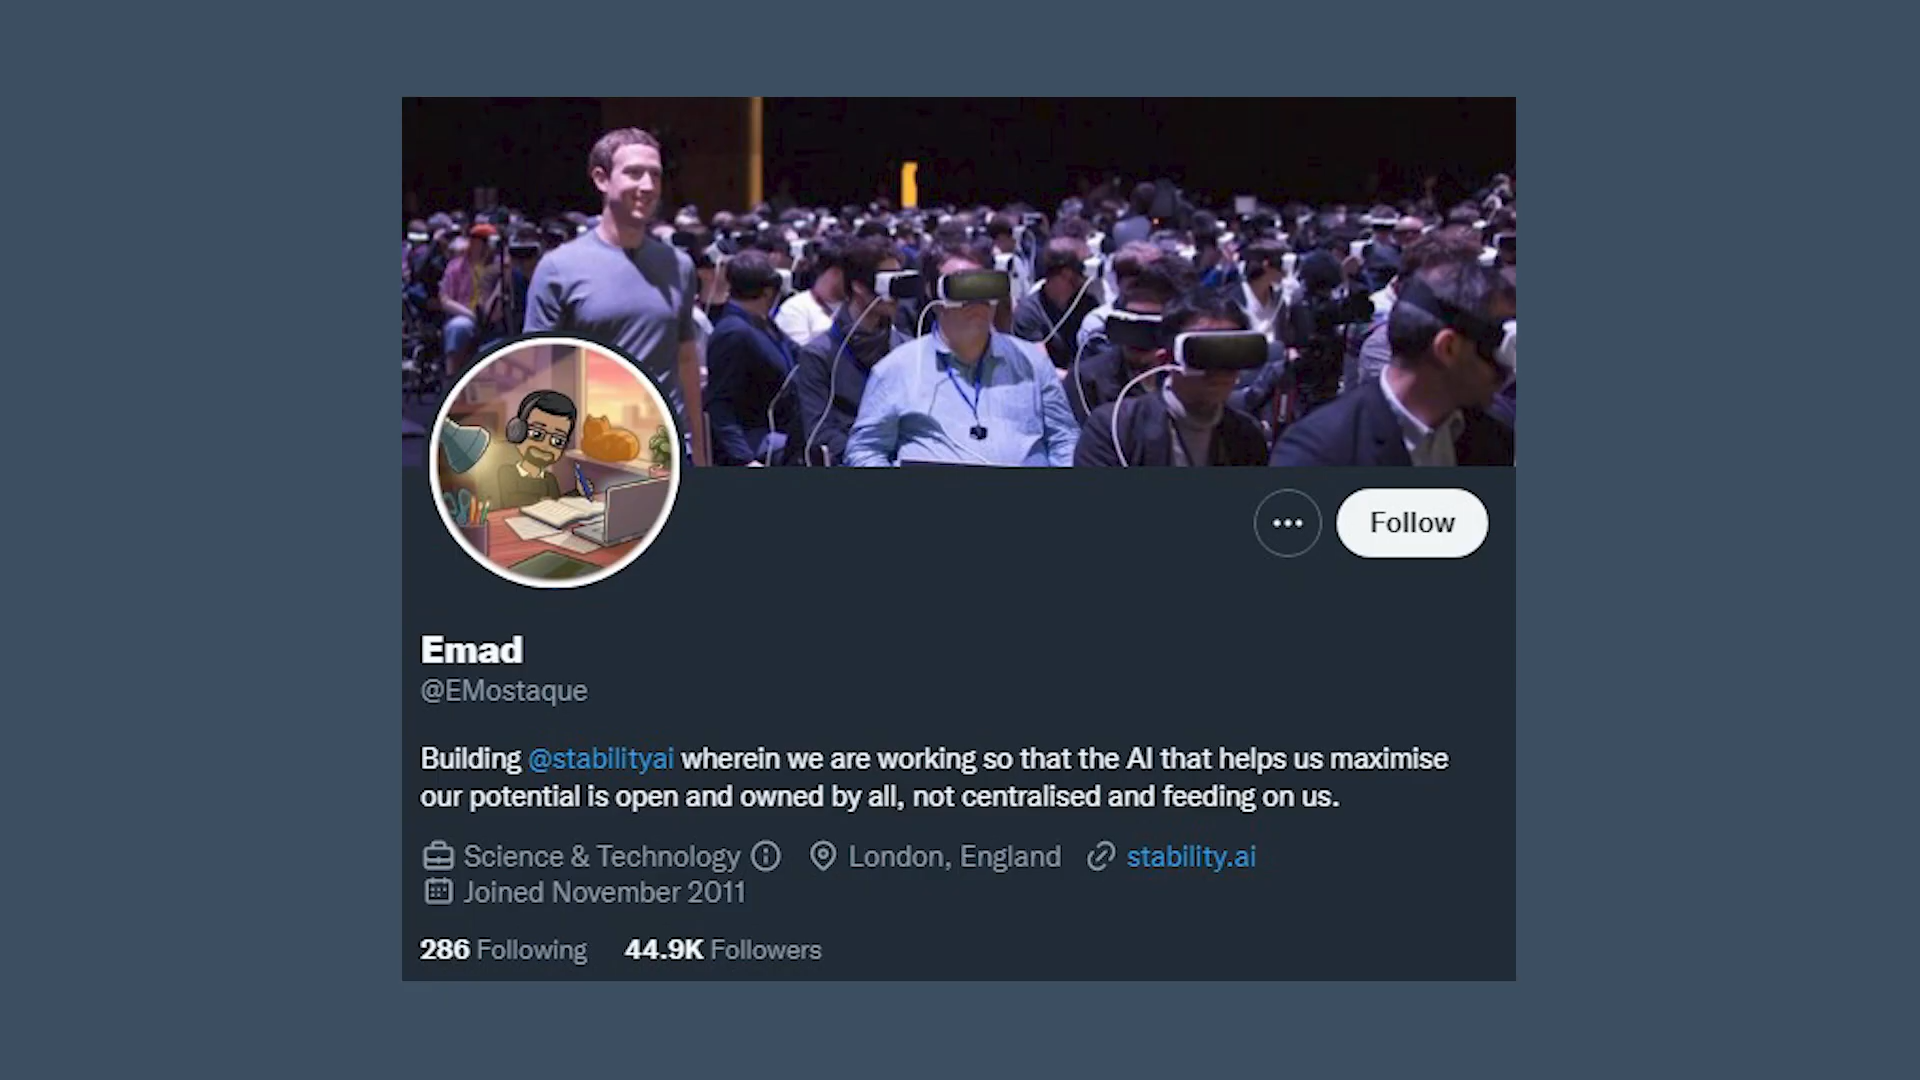 Follow
Emad
@EMostaque
Building @stabilityai wherein we are working so that the AI that helps us maximise
our potential is open and owned by all, not centralised and feeding on us.
Science & Technology London, England stability.ai
Joined November 2011
286 Following 44.9K Followers